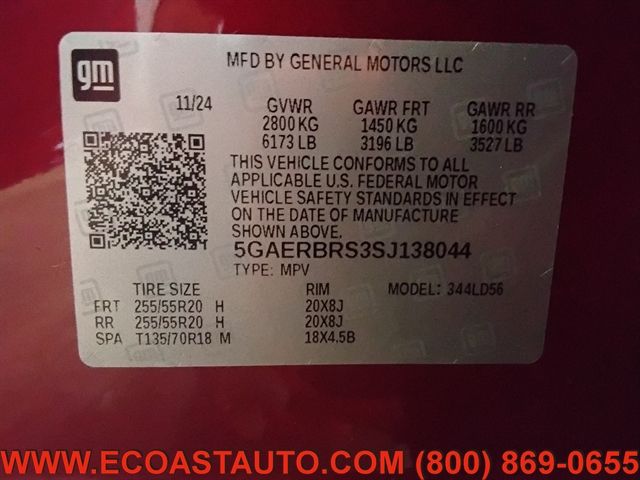 gm
MFD BY GENERAL MOTORS LLC
11/24 GVWR GAWR FRT GAWR RR
2800 KG 1450 KG 1600 KG
6173 LB 3196 LB 3527 LB
THIS VEHICLE CONFORMS TO ALL
APPLICABLE U.S. FEDERAL MOTOR
VEHICLE SAFETY STANDARDS IN EFFECT
ON THE DATE OF MANUFACTURE
SHOWN ABOVE.
5GAERBRS3SJ138044
TYPE: MPV
TIRE SIZE RIM MODEL: 344LD56
FRT 255/55R20 H 20X8J
RR 255/55R20 H 20X8J
SPA T135/70R18 M 18X4.5B
WWW.ECOASTAUTO.COM (800) 869-0655